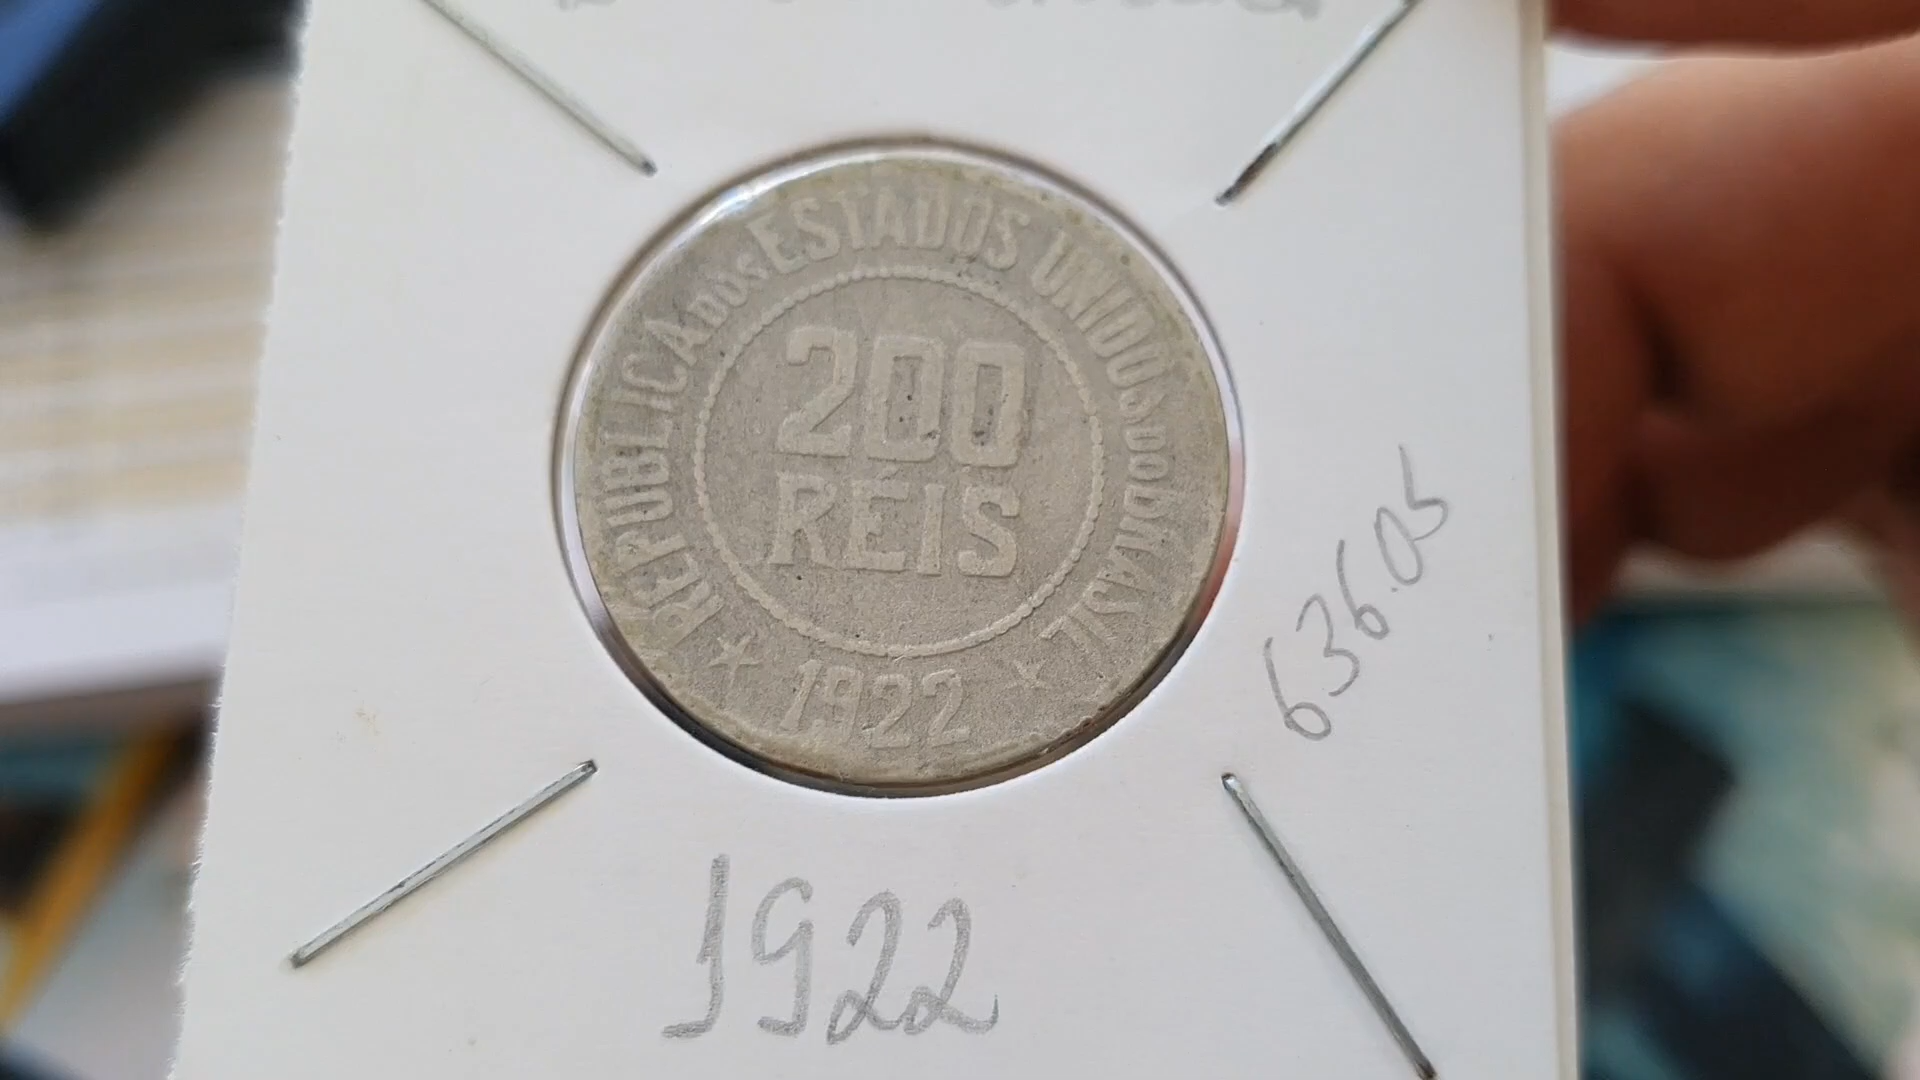 REPUBLICA DOS ESTADOS UNIDOS DO BRASIL
200
RÉIS
★ 1922 ★
636.05
1922